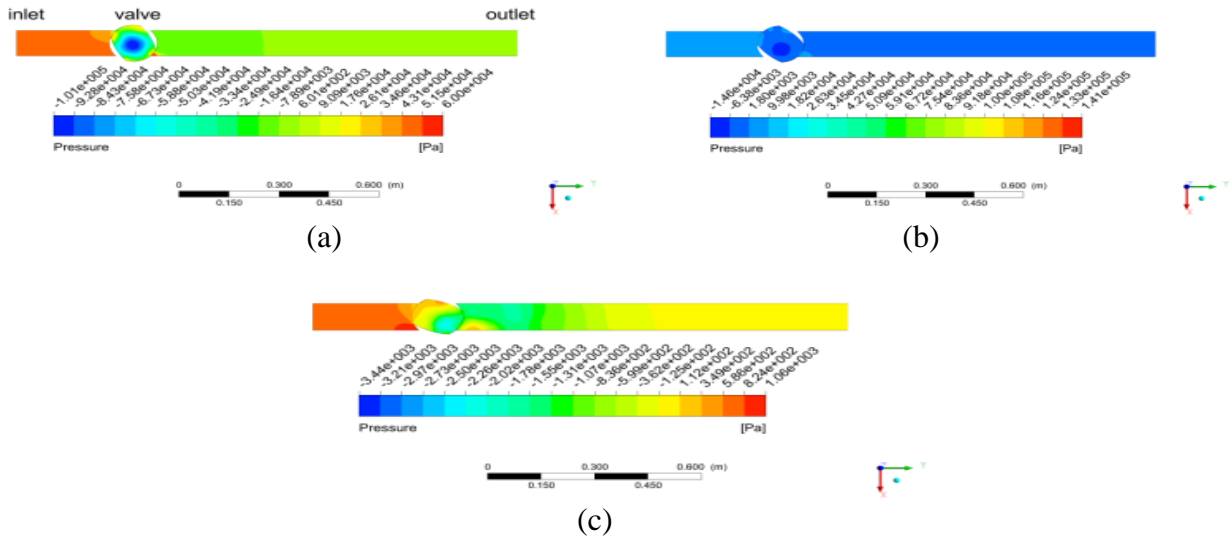 inlet valve outlet
-1.01e+005
-9.28e+004
-8.43e+004
-7.58e+004
-6.73e+004
-5.88e+004
-5.03e+004
-4.19e+004
-3.34e+004
-2.49e+004
-1.64e+004
-7.89e+003
6.01e+002
9.09e+003
1.76e+004
2.61e+004
3.46e+004
4.31e+004
5.15e+004
6.00e+004
Pressure [Pa]
0 0.300 0.600 (m)
0.150 0.450
Y
X
(a)
-1.46e+004
-6.38e+003
1.80e+003
9.98e+003
1.82e+004
2.63e+004
3.45e+004
4.27e+004
5.09e+004
5.91e+004
6.72e+004
7.54e+004
8.36e+004
9.18e+004
1.00e+005
1.08e+005
1.16e+005
1.24e+005
1.33e+005
1.41e+005
Pressure [Pa]
0 0.300 0.600 (m)
0.150 0.450
Y
X
(b)
-3.44e+003
-3.21e+003
-2.97e+003
-2.73e+003
-2.50e+003
-2.26e+003
-2.02e+003
-1.78e+003
-1.55e+003
-1.31e+003
-1.07e+003
-8.36e+002
-5.99e+002
-3.62e+002
-1.25e+002
1.12e+002
3.49e+002
5.86e+002
8.24e+002
1.06e+003
Pressure [Pa]
0 0.300 0.600 (m)
0.150 0.450
Y
X
(c)